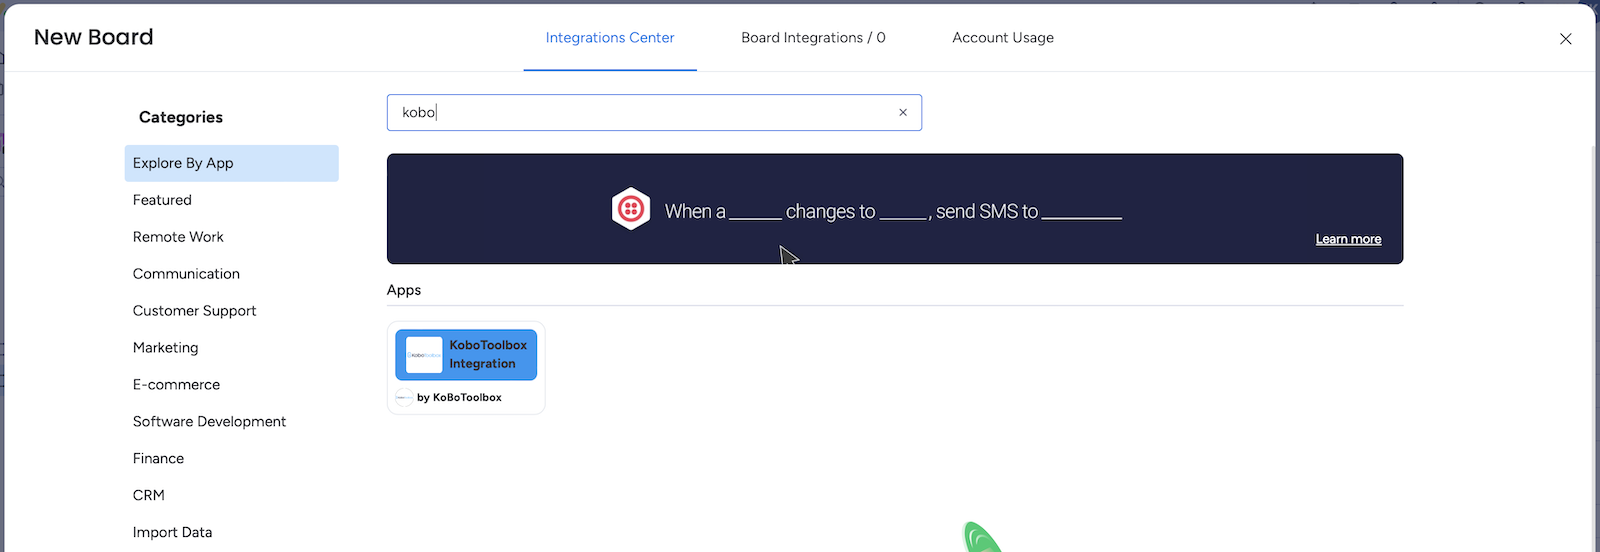 New Board
Integrations Center
Board Integrations / 0
Account Usage
Categories
Explore By App
Featured
Remote Work
Communication
Customer Support
Marketing
E-commerce
Software Development
Finance
CRM
Import Data
kobo
When a _____ changes to _____, send SMS to ________
Learn more
Apps
KoboToolbox
KoboToolbox
Integration
by KoBoToolbox